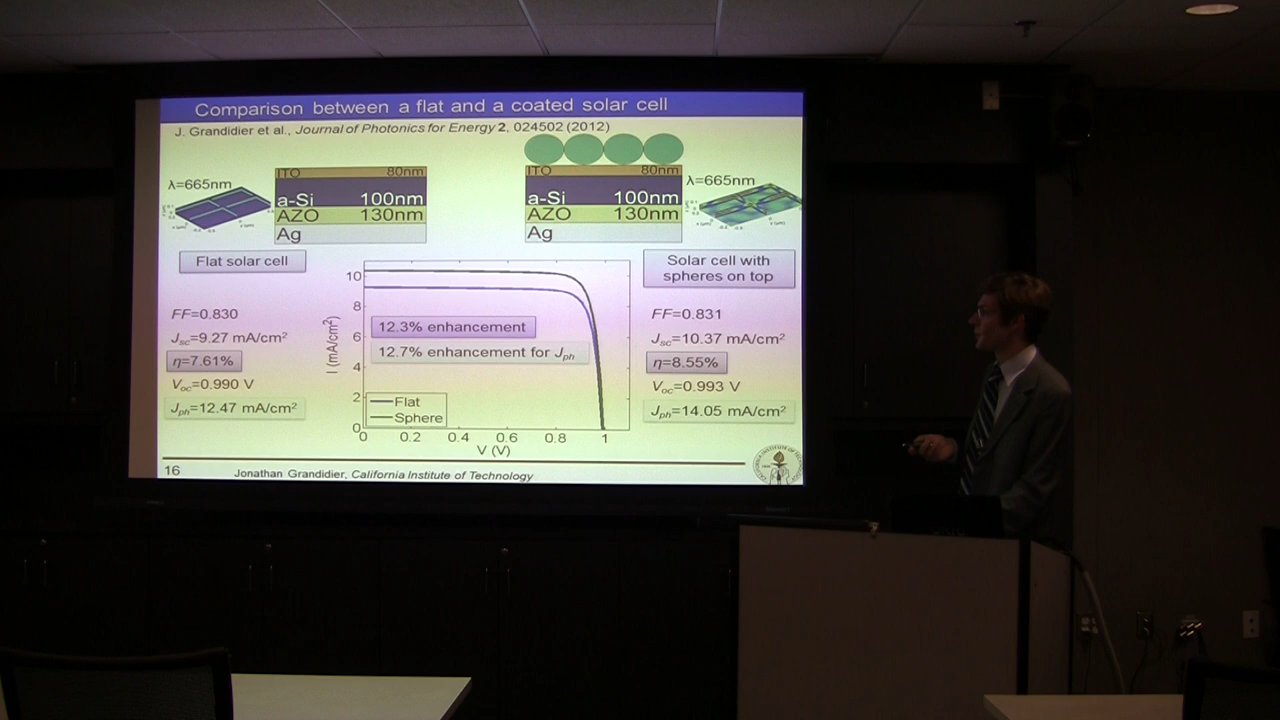 Comparison between a flat and a coated solar cell
J. Grandidier et al., Journal of Photonics for Energy 2, 024502 (2012)
λ=665nm
ITO 80nm
a-Si 100nm
AZO 130nm
Ag
ITO 80nm
a-Si 100nm
AZO 130nm
Ag
λ=665nm
Flat solar cell
Solar cell with
spheres on top
FF=0.830
Jsc=9.27 mA/cm²
η=7.61%
Voc=0.990 V
Jph=12.47 mA/cm²
I (mA/cm²)
10
8
6
4
2
0
12.3% enhancement
12.7% enhancement for Jph
Flat
Sphere
0 0.2 0.4 0.6 0.8 1
V (V)
FF=0.831
Jsc=10.37 mA/cm²
η=8.55%
Voc=0.993 V
Jph=14.05 mA/cm²
16
Jonathan Grandidier, California Institute of Technology